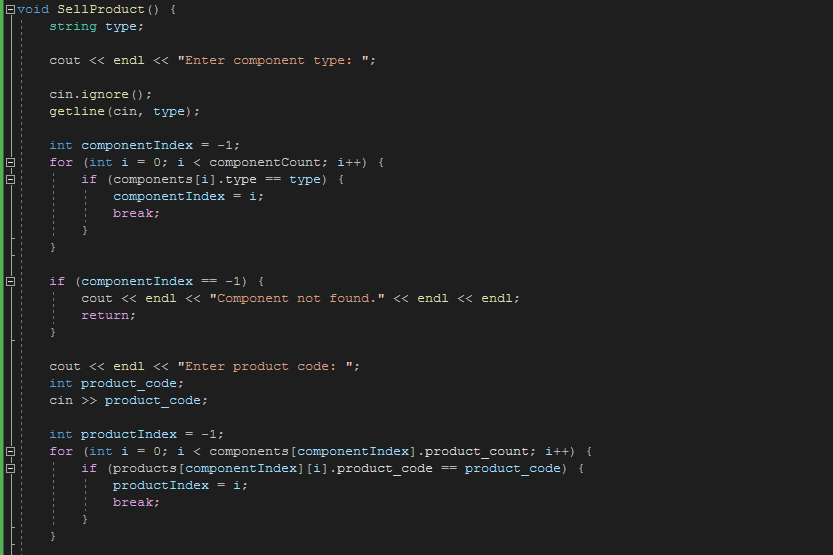 void SellProduct() {
    string type;

    cout << endl << "Enter component type: ";

    cin.ignore();
    getline(cin, type);

    int componentIndex = -1;
    for (int i = 0; i < componentCount; i++) {
        if (components[i].type == type) {
            componentIndex = i;
            break;
        }
    }

    if (componentIndex == -1) {
        cout << endl << "Component not found." << endl << endl;
        return;
    }

    cout << endl << "Enter product code: ";
    int product_code;
    cin >> product_code;

    int productIndex = -1;
    for (int i = 0; i < components[componentIndex].product_count; i++) {
        if (products[componentIndex][i].product_code == product_code) {
            productIndex = i;
            break;
        }
    }